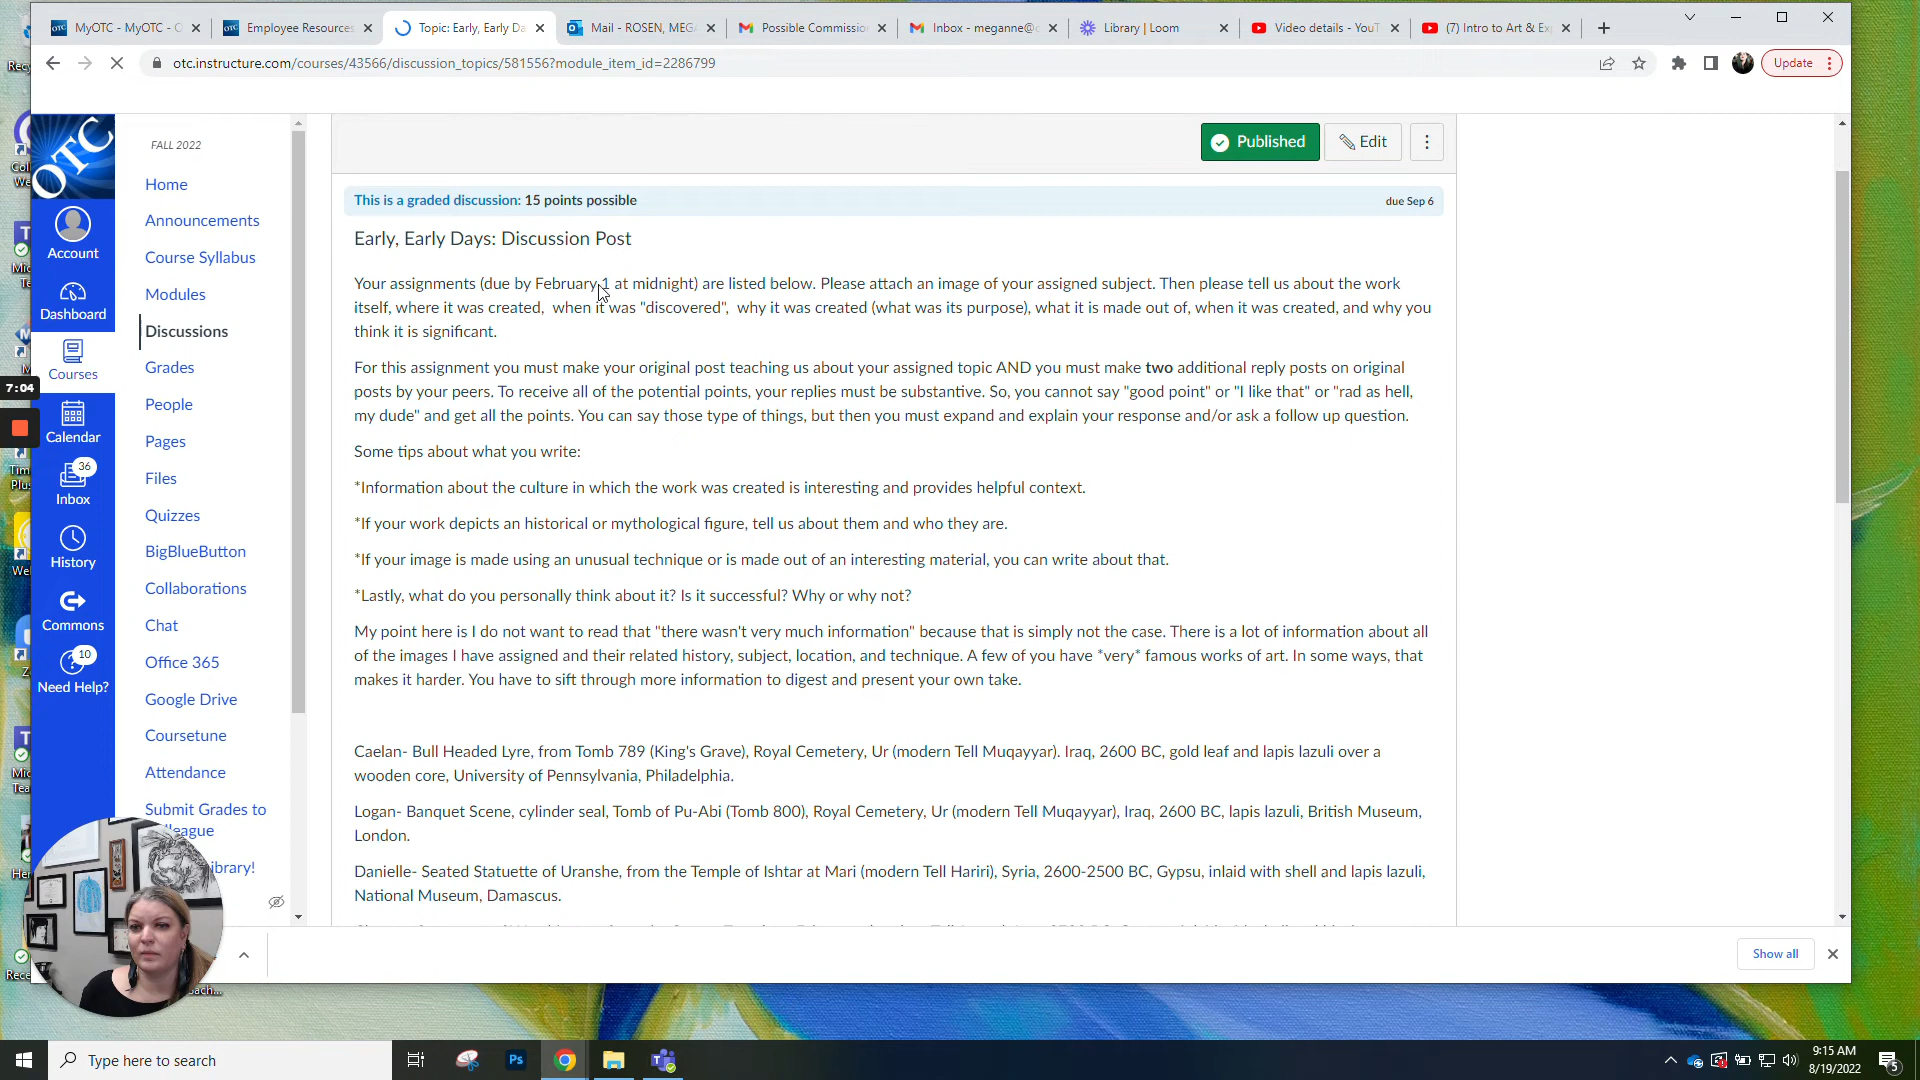 MyOTC - MyOTC - O
Employee Resources
Topic: Early, Early Da
Mail - ROSEN, MEGA
Possible Commission
Inbox - meganne@c
Library | Loom
Video details - YouT
(7) Intro to Art & Exp
otc.instructure.com/courses/43566/discussion_topics/581556?module_item_id=2286799
Update
OTC
Account
Dashboard
Courses
7:04
Calendar
36
Inbox
History
Commons
10
Need Help?
FALL 2022
Home
Announcements
Course Syllabus
Modules
Discussions
Grades
People
Pages
Files
Quizzes
BigBlueButton
Collaborations
Chat
Office 365
Google Drive
Coursetune
Attendance
Submit Grades to
league
ibrary!
Published
Edit
This is a graded discussion: 15 points possible
due Sep 6
Early, Early Days: Discussion Post
Your assignments (due by February 1 at midnight) are listed below. Please attach an image of your assigned subject. Then please tell us about the work
itself, where it was created, when it was "discovered", why it was created (what was its purpose), what it is made out of, when it was created, and why you
think it is significant.
For this assignment you must make your original post teaching us about your assigned topic AND you must make two additional reply posts on original
posts by your peers. To receive all of the potential points, your replies must be substantive. So, you cannot say "good point" or "I like that" or "rad as hell,
my dude" and get all the points. You can say those type of things, but then you must expand and explain your response and/or ask a follow up question.
Some tips about what you write:
*Information about the culture in which the work was created is interesting and provides helpful context.
*If your work depicts an historical or mythological figure, tell us about them and who they are.
*If your image is made using an unusual technique or is made out of an interesting material, you can write about that.
*Lastly, what do you personally think about it? Is it successful? Why or why not?
My point here is I do not want to read that "there wasn't very much information" because that is simply not the case. There is a lot of information about all
of the images I have assigned and their related history, subject, location, and technique. A few of you have *very* famous works of art. In some ways, that
makes it harder. You have to sift through more information to digest and present your own take.
Caelan- Bull Headed Lyre, from Tomb 789 (King's Grave), Royal Cemetery, Ur (modern Tell Muqayyar). Iraq, 2600 BC, gold leaf and lapis lazuli over a
wooden core, University of Pennsylvania, Philadelphia.
Logan- Banquet Scene, cylinder seal, Tomb of Pu-Abi (Tomb 800), Royal Cemetery, Ur (modern Tell Muqayyar), Iraq, 2600 BC, lapis lazuli, British Museum,
London.
Danielle- Seated Statuette of Uranshe, from the Temple of Ishtar at Mari (modern Tell Hariri), Syria, 2600-2500 BC, Gypsu, inlaid with shell and lapis lazuli,
National Museum, Damascus.
Show all
Type here to search
9:15 AM
8/19/2022
5